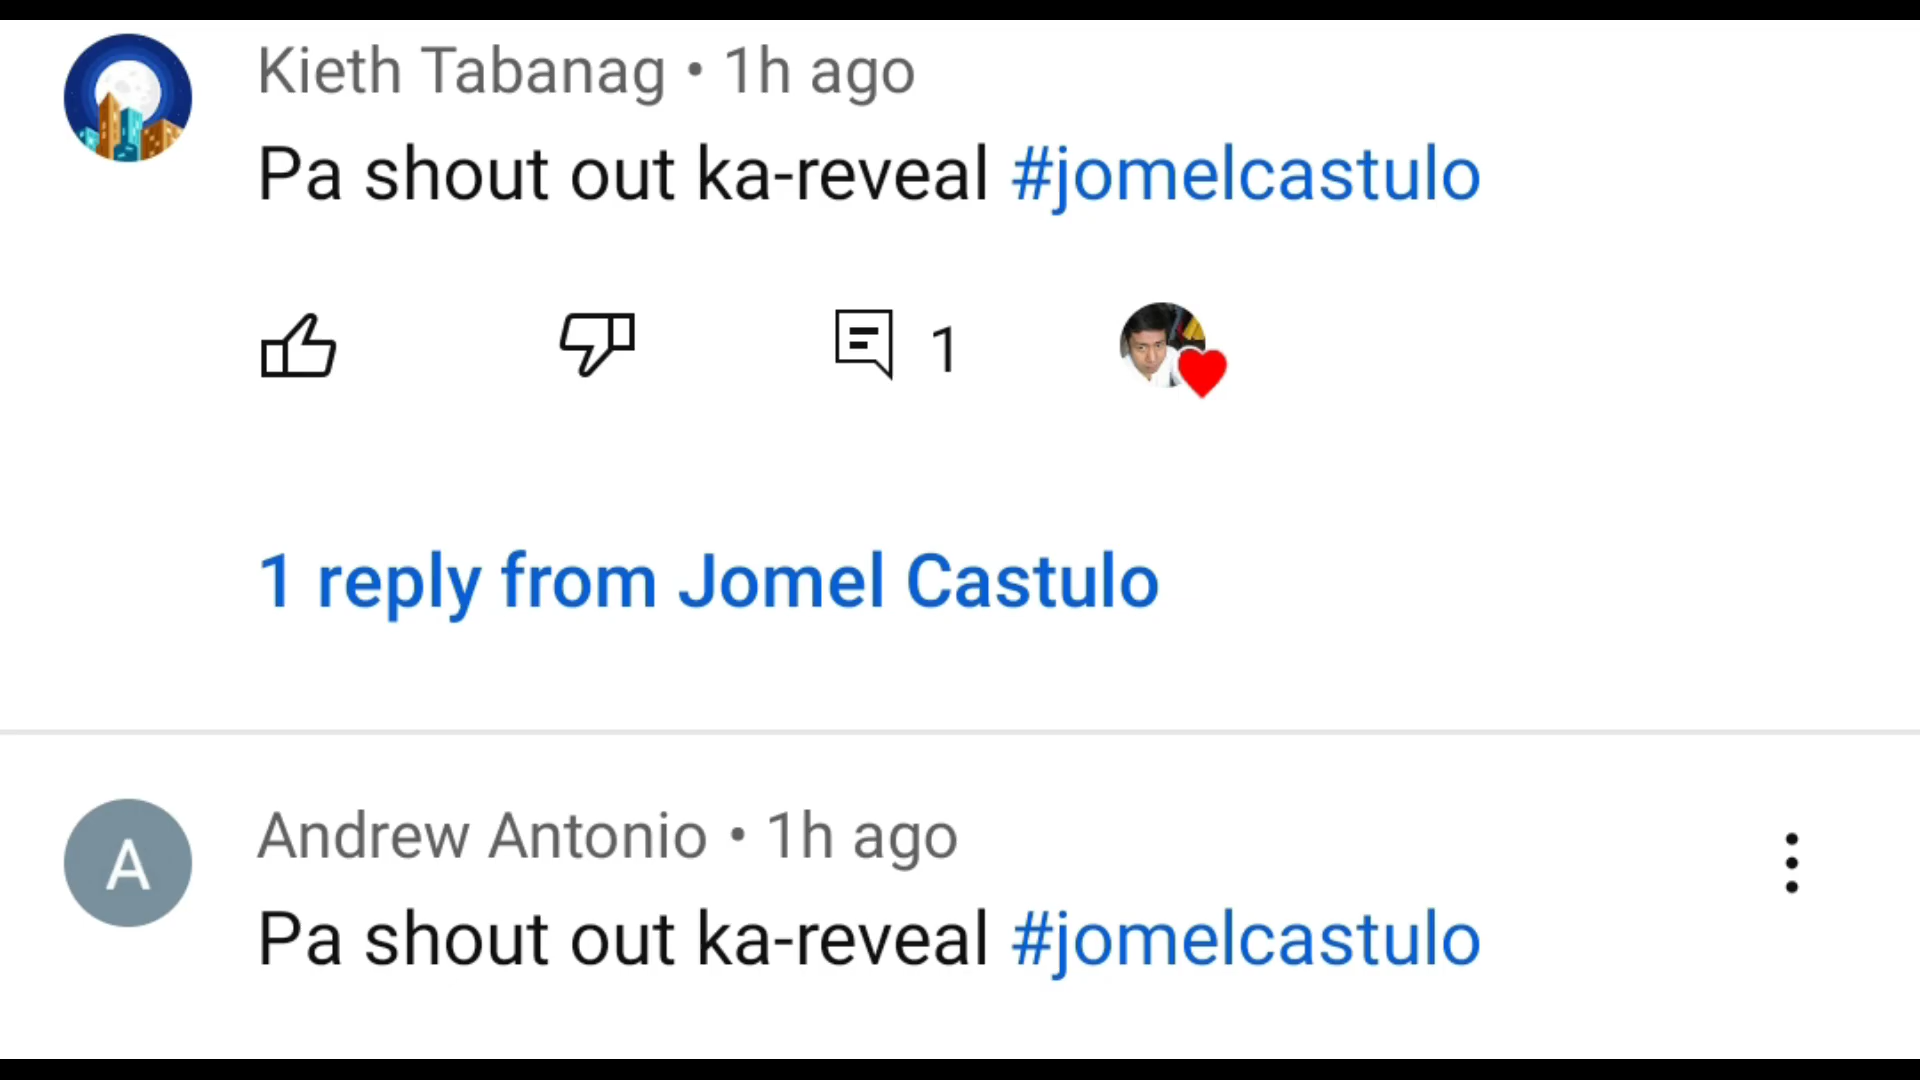 Kieth Tabanag • 1h ago
Pa shout out ka-reveal #jomelcastulo
1
1 reply from Jomel Castulo
A
Andrew Antonio • 1h ago
Pa shout out ka-reveal #jomelcastulo